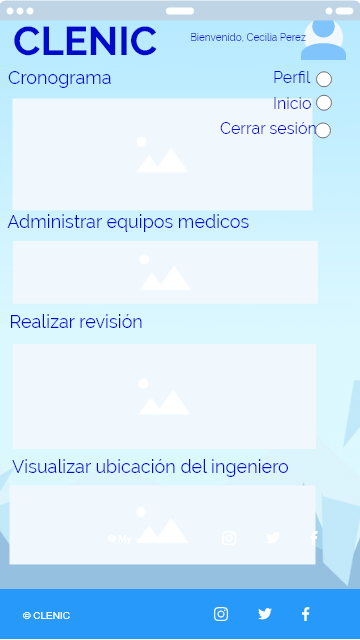 CLENIC
Bienvenido, Cecilia Perez
Cronograma
Perfil
Inicio
Cerrar sesión
Administrar equipos medicos
Realizar revisión
Visualizar ubicación del ingeniero
© My
© CLENIC